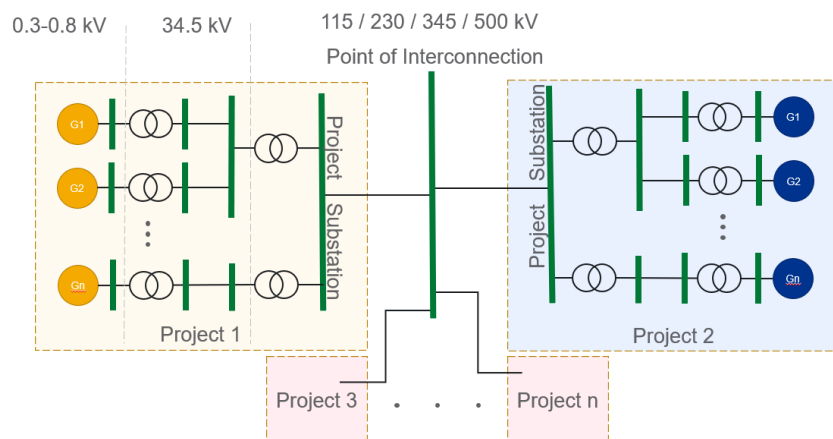 0.3-0.8 kV
34.5 kV
115 / 230 / 345 / 500 kV
Point of Interconnection
G1
G2
Gn
Project
Substation
Project 1
Substation
Project
G1
G2
Gn
Project 2
Project 3
Project n